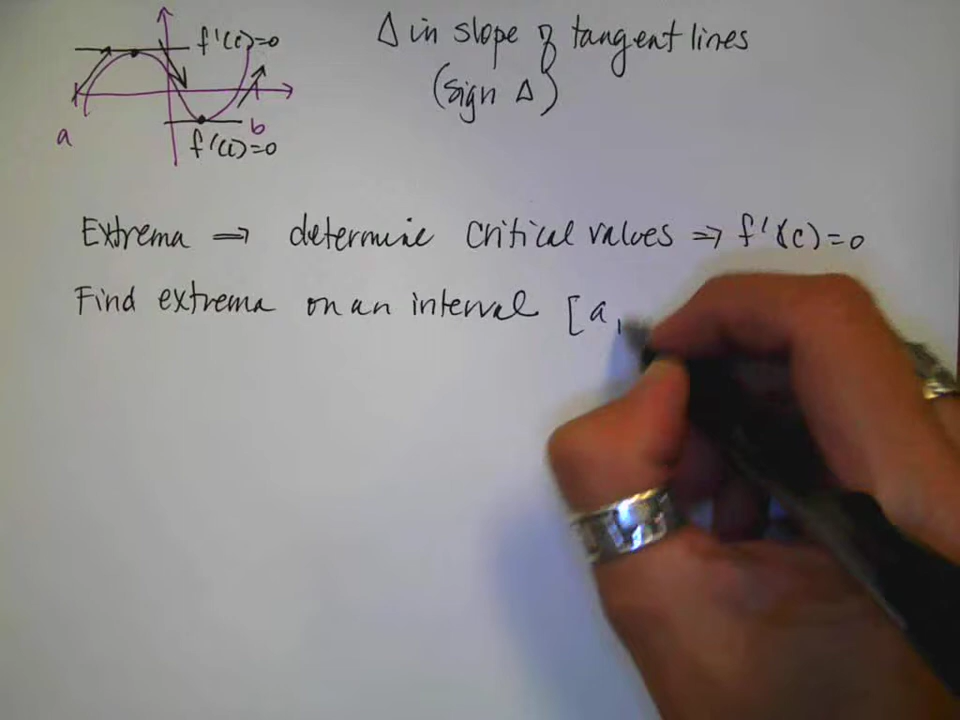 f'(c)=0
Δ in slope of tangent lines
(sign Δ)
a
b
f'(c)=0
Extrema ⇒ determine critical values ⇒ f'(c)=0
Find extrema on an interval [a,